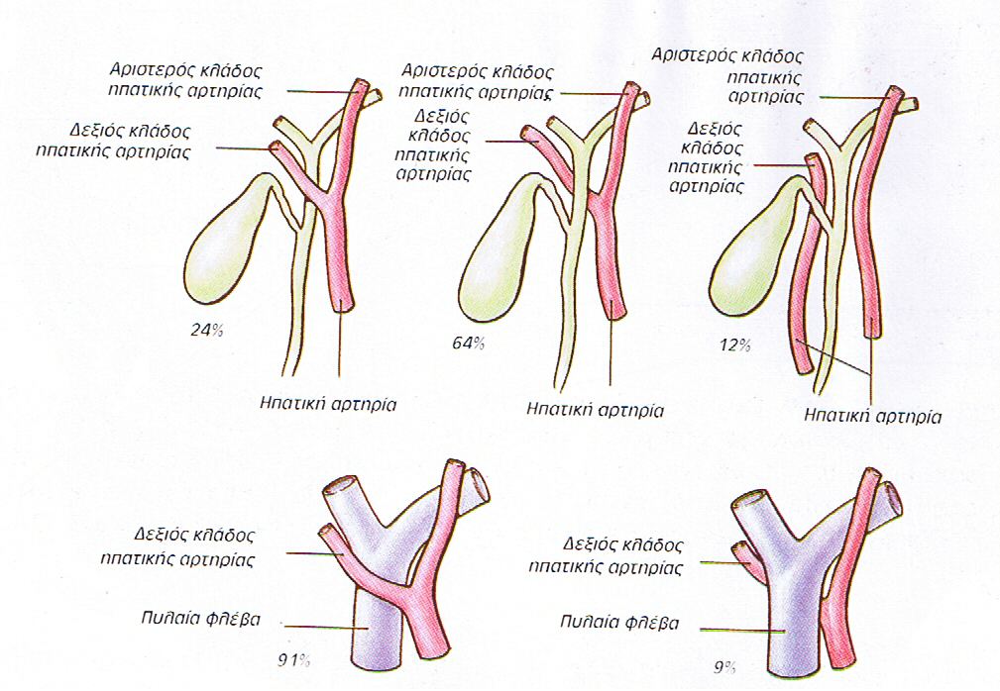 Αριστερός κλάδος
ηπατικής αρτηρίας
Δεξιός κλάδος
ηπατικής αρτηρίας
24%
Ηπατική αρτηρία
Αριστερός κλάδος
ηπατικής αρτηρίας
Δεξιός
κλάδος
ηπατικής
αρτηρίας
64%
Ηπατική αρτηρία
Αριστερός κλάδος
ηπατικής
αρτηρίας
Δεξιός
κλάδος
ηπατικής
αρτηρίας
12%
Ηπατική αρτηρία
Δεξιός κλάδος
ηπατικής αρτηρίας
Πυλαία φλέβα
91%
Δεξιός κλάδος
ηπατικής αρτηρίας
Πυλαία φλέβα
9%